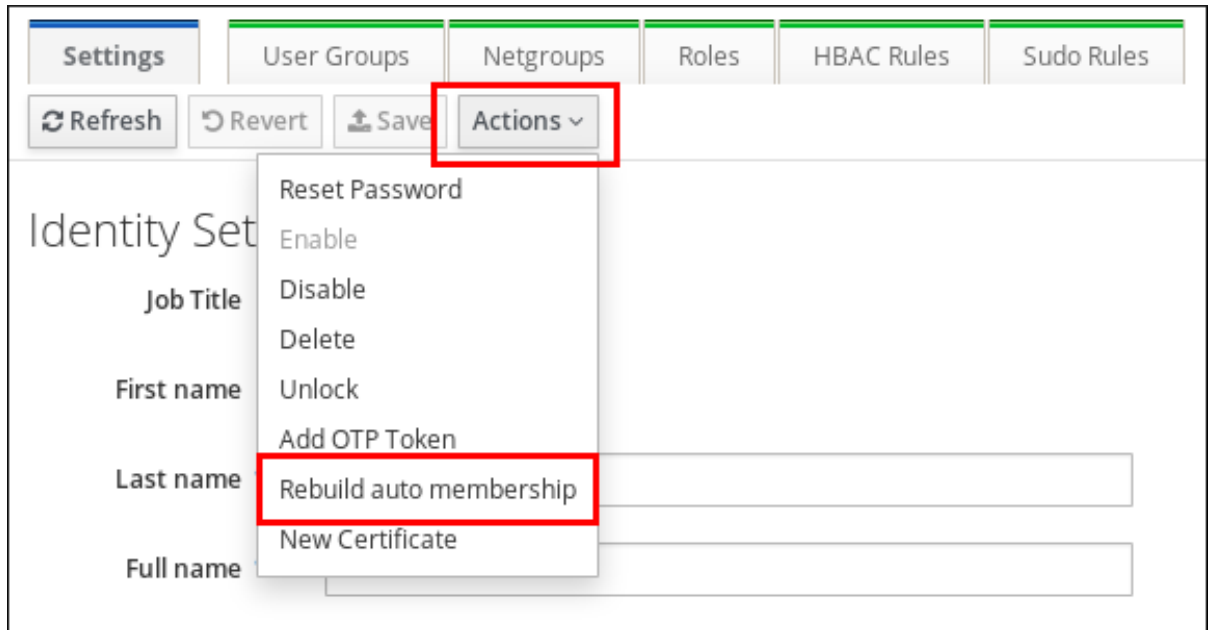 Settings User Groups Netgroups Roles HBAC Rules Sudo Rules
Refresh Revert Save Actions
Reset Password
Identity Set
Enable
Job Title Disable
Delete
First name Unlock
Add OTP Token
Last name Rebuild auto membership
New Certificate
Full name